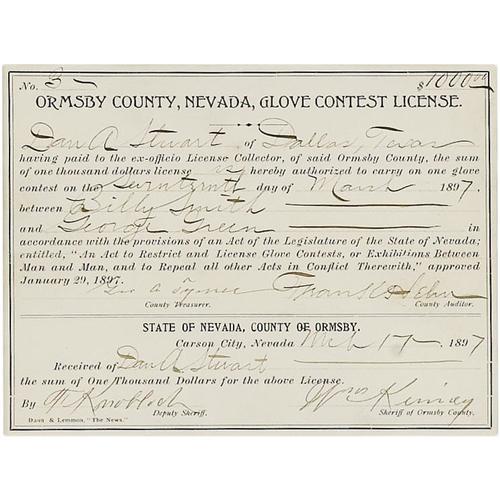 No. 3 $1000.00
ORMSBY COUNTY, NEVADA, GLOVE CONTEST LICENSE.
Dan A Stuart of Dallas, Texas
having paid to the ex-officio License Collector, of said Ormsby County, the sum
of one thousand dollars license is hereby authorized to carry on one glove
contest on the Seventeenth day of March 1897
between Billy Smith
and George Green
in accordance with the provisions of an Act of the Legislature of the State of Nevada;
entitled, "An Act to Restrict and License Glove Contests, or Exhibitions Between
Man and Man, and to Repeal all other Acts in Conflict Therewith," approved
January 29, 1897.
County Treasurer. County Auditor.
STATE OF NEVADA, COUNTY OF ORMSBY.
Carson City, Nevada Mch 17 1897
Received of Dan A Stuart
the sum of One Thousand Dollars for the above License.
By Knobloch Wm Kinney
Deputy Sheriff. Sheriff of Ormsby County.
Dawn & Lemmon, "The News."